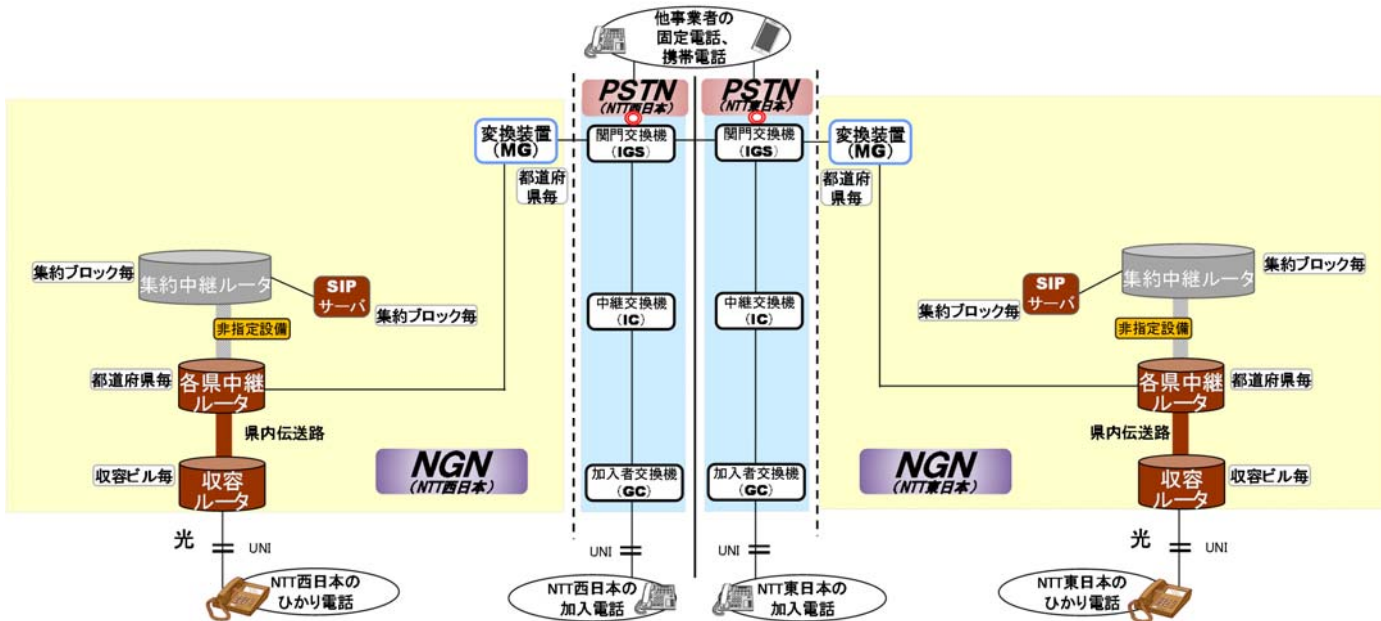 他事業者の
固定電話、
携帯電話
PSTN
(NTT西日本)
PSTN
(NTT東日本)
変換装置
(MG)
関門交換機
(IGS)
関門交換機
(IGS)
変換装置
(MG)
都道府
県毎
都道府
県毎
集約ブロック毎
集約中継ルータ
SIP
サーバ
集約ブロック毎
中継交換機
(IC)
中継交換機
(IC)
集約ブロック毎
SIP
サーバ
集約中継ルータ
集約ブロック毎
非指定設備
非指定設備
都道府県毎
各県中継
ルータ
各県中継
ルータ
都道府県毎
県内伝送路
県内伝送路
収容ビル毎
収容
ルータ
NGN
(NTT西日本)
加入者交換機
(GC)
加入者交換機
(GC)
NGN
(NTT東日本)
収容
ルータ
収容ビル毎
光
UNI
UNI
UNI
光
UNI
NTT西日本の
ひかり電話
NTT西日本の
加入電話
NTT東日本の
加入電話
NTT東日本の
ひかり電話